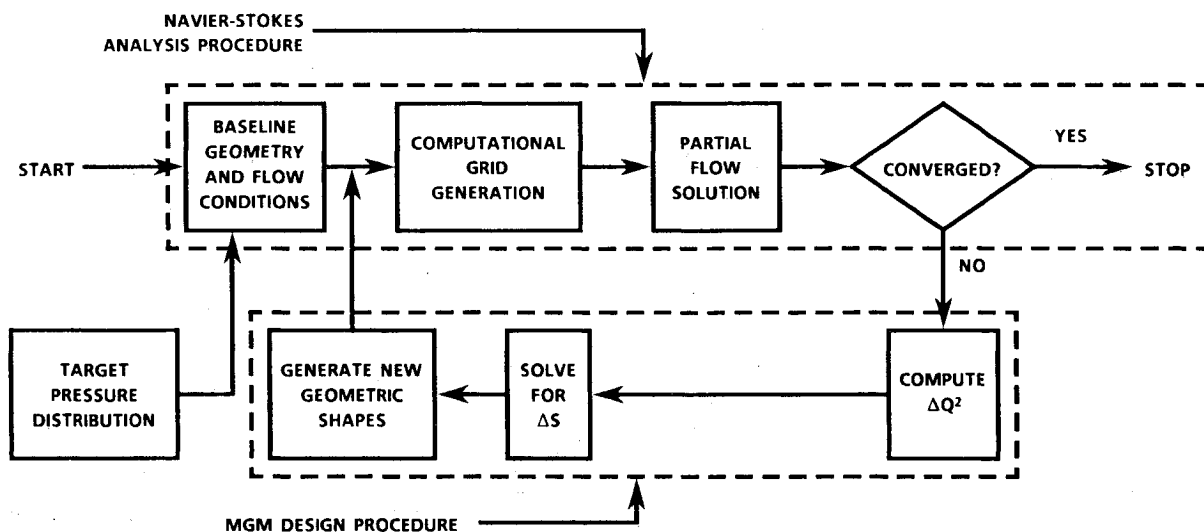 NAVIER-STOKES
ANALYSIS PROCEDURE
START
BASELINE
GEOMETRY
AND FLOW
CONDITIONS
COMPUTATIONAL
GRID
GENERATION
PARTIAL
FLOW
SOLUTION
CONVERGED?
YES
STOP
NO
TARGET
PRESSURE
DISTRIBUTION
GENERATE NEW
GEOMETRIC
SHAPES
SOLVE
FOR
ΔS
COMPUTE
ΔQ²
MGM DESIGN PROCEDURE